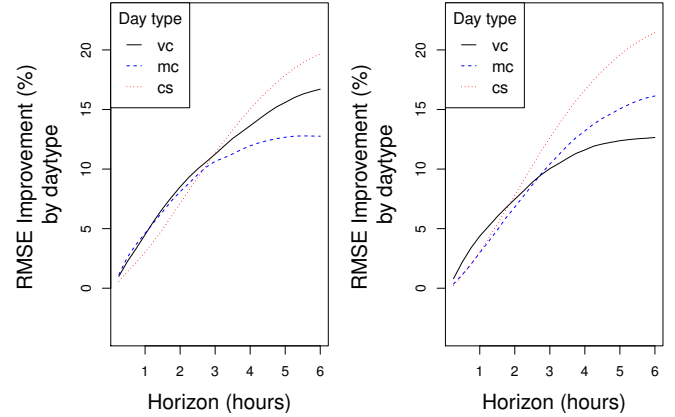 Day type
vc
mc
cs
20
15
10
5
0
RMSE Improvement (%)
by daytype
1 2 3 4 5 6
Horizon (hours)
Day type
vc
mc
cs
20
15
10
5
0
RMSE Improvement (%)
by daytype
1 2 3 4 5 6
Horizon (hours)